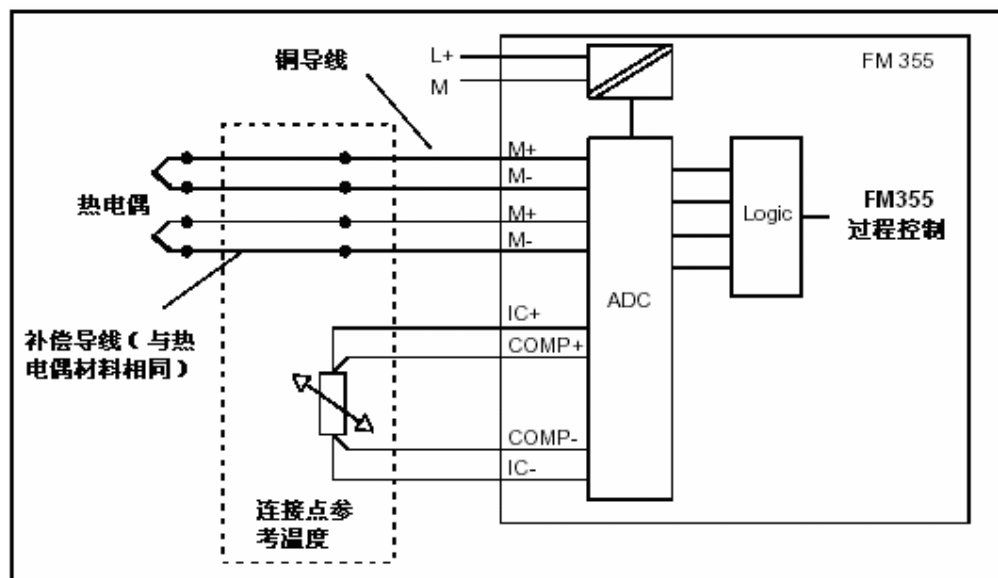 铜导线
L+
M
FM 355
M+
M-
热电偶
M+
M-
Logic
FM355
过程控制
ADC
IC+
COMP+
补偿导线（与热
电偶材料相同）
COMP-
IC-
连接点参
考温度